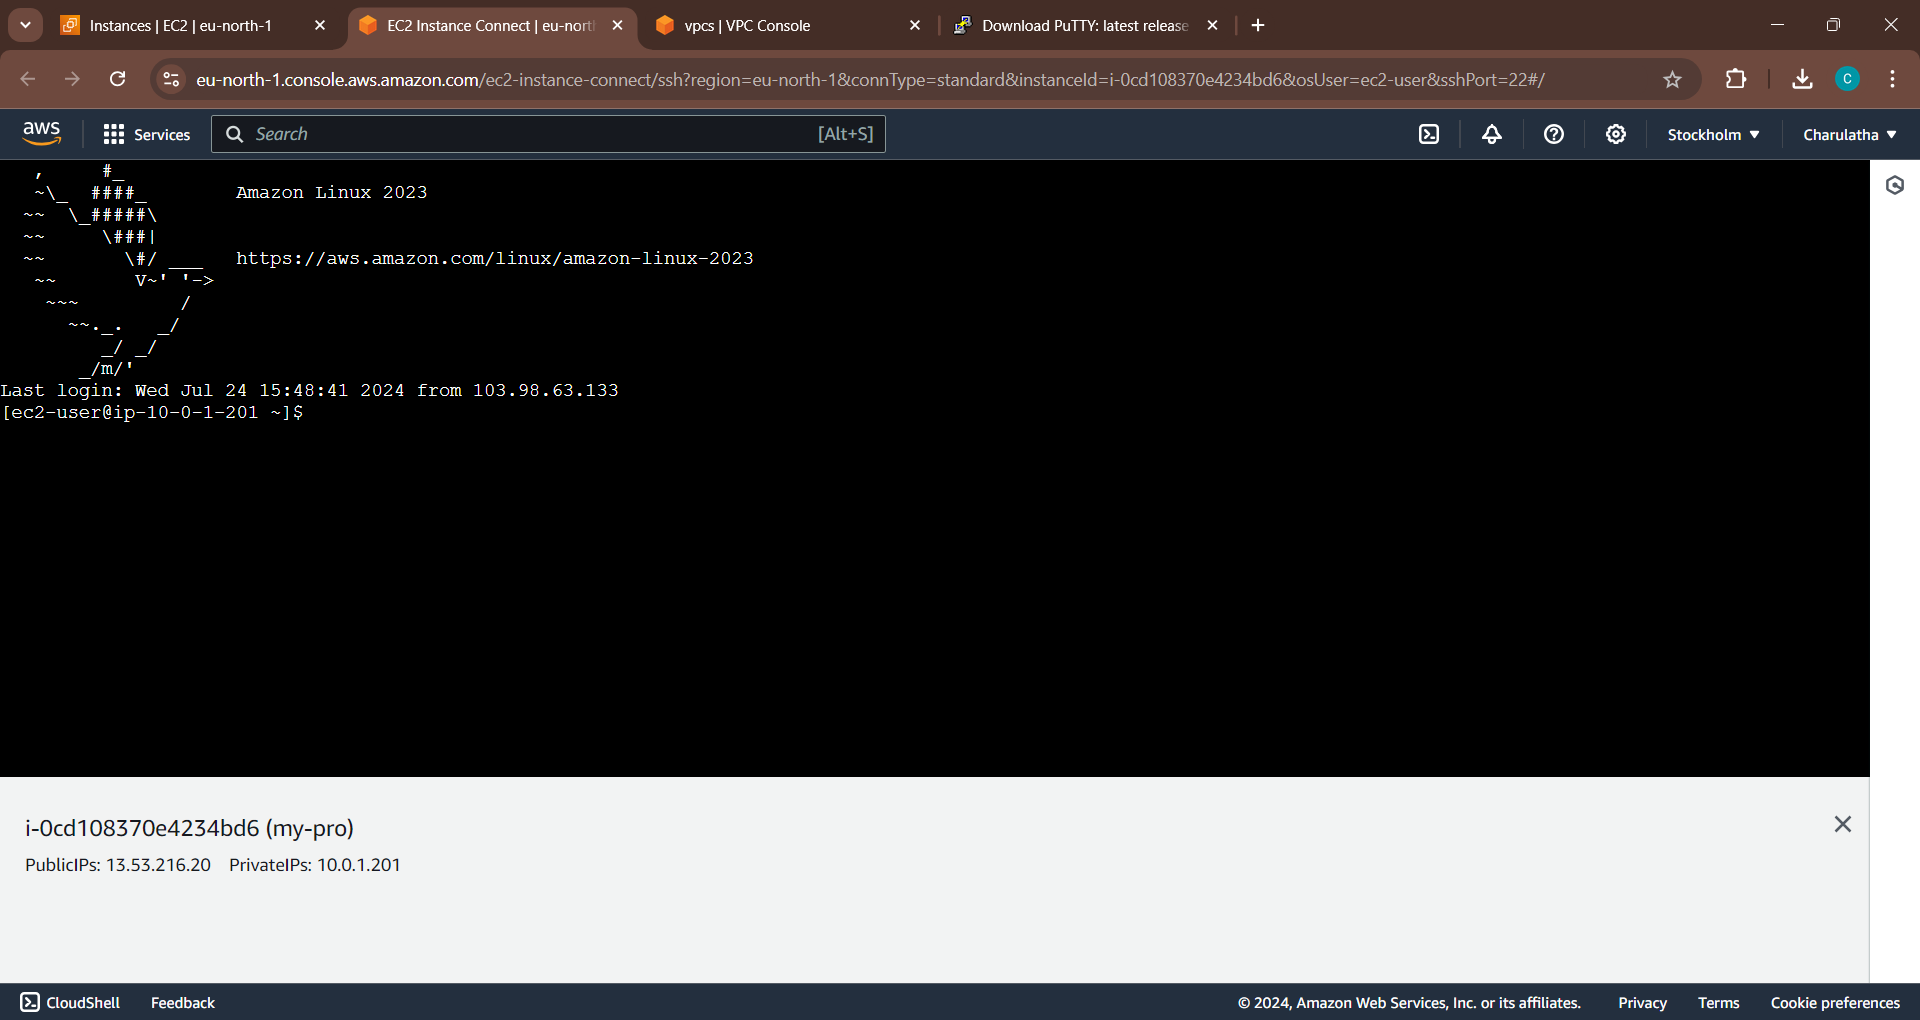 Instances | EC2 | eu-north-1
EC2 Instance Connect | eu-nort
vpcs | VPC Console
Download PuTTY: latest release
eu-north-1.console.aws.amazon.com/ec2-instance-connect/ssh?region=eu-north-1&connType=standard&instanceId=i-0cd108370e4234bd6&osUser=ec2-user&sshPort=22#/
C
aws
Services
Search
[Alt+S]
Stockholm
Charulatha
   ,     #_
   ~\_  ####_        Amazon Linux 2023
  ~~  \_#####\
  ~~     \###|
  ~~       \#/ ___   https://aws.amazon.com/linux/amazon-linux-2023
   ~~       V~' '->
    ~~~         /
      ~~._.   _/
         _/ _/
       _/m/'
Last login: Wed Jul 24 15:48:41 2024 from 103.98.63.133
[ec2-user@ip-10-0-1-201 ~]$
i-0cd108370e4234bd6 (my-pro)
PublicIPs: 13.53.216.20 PrivateIPs: 10.0.1.201
CloudShell
Feedback
© 2024, Amazon Web Services, Inc. or its affiliates.
Privacy
Terms
Cookie preferences